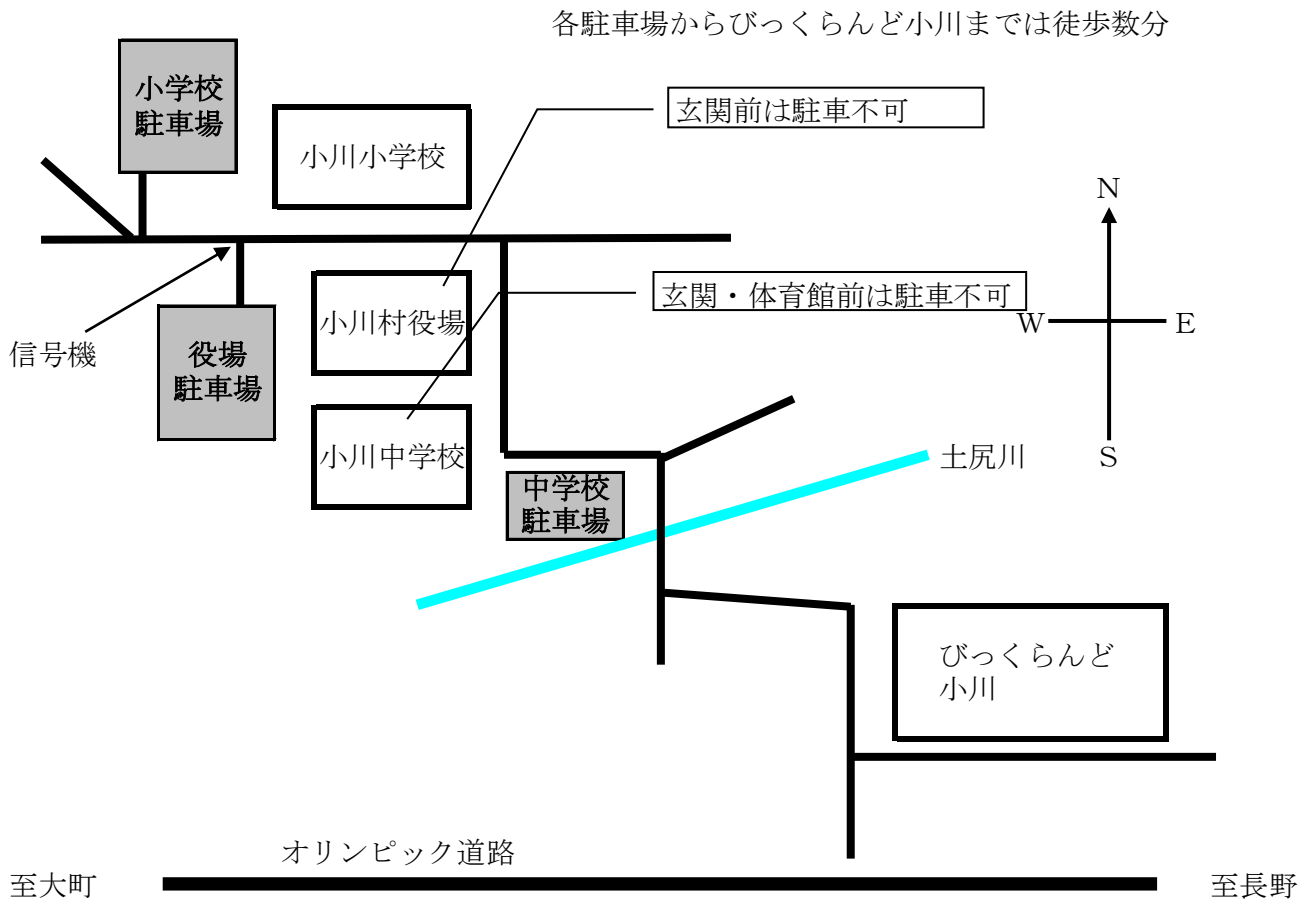 各駐車場からびっくらんど小川までは徒歩数分
小学校
駐車場
玄関前は駐車不可
小川小学校
N
玄関・体育館前は駐車不可
小川村役場
W
E
信号機
役場
駐車場
小川中学校
土尻川
S
中学校
駐車場
びっくらんど
小川
オリンピック道路
至大町
至長野